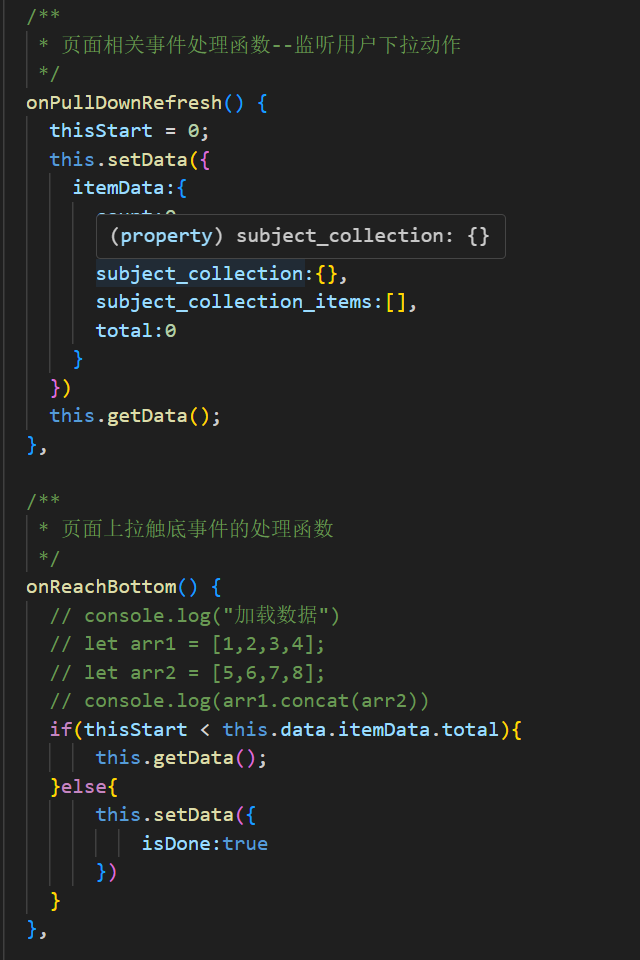 /**
 * 页面相关事件处理函数--监听用户下拉动作
 */
onPullDownRefresh() {
  thisStart = 0;
  this.setData({
    itemData:{
(property) subject_collection: {}
      subject_collection:{},
      subject_collection_items:[],
      total:0
    }
  })
  this.getData();
},
/**
 * 页面上拉触底事件的处理函数
 */
onReachBottom() {
  // console.log("加载数据")
  // let arr1 = [1,2,3,4];
  // let arr2 = [5,6,7,8];
  // console.log(arr1.concat(arr2))
  if(thisStart < this.data.itemData.total){
      this.getData();
  }else{
      this.setData({
          isDone:true
      })
  }
},